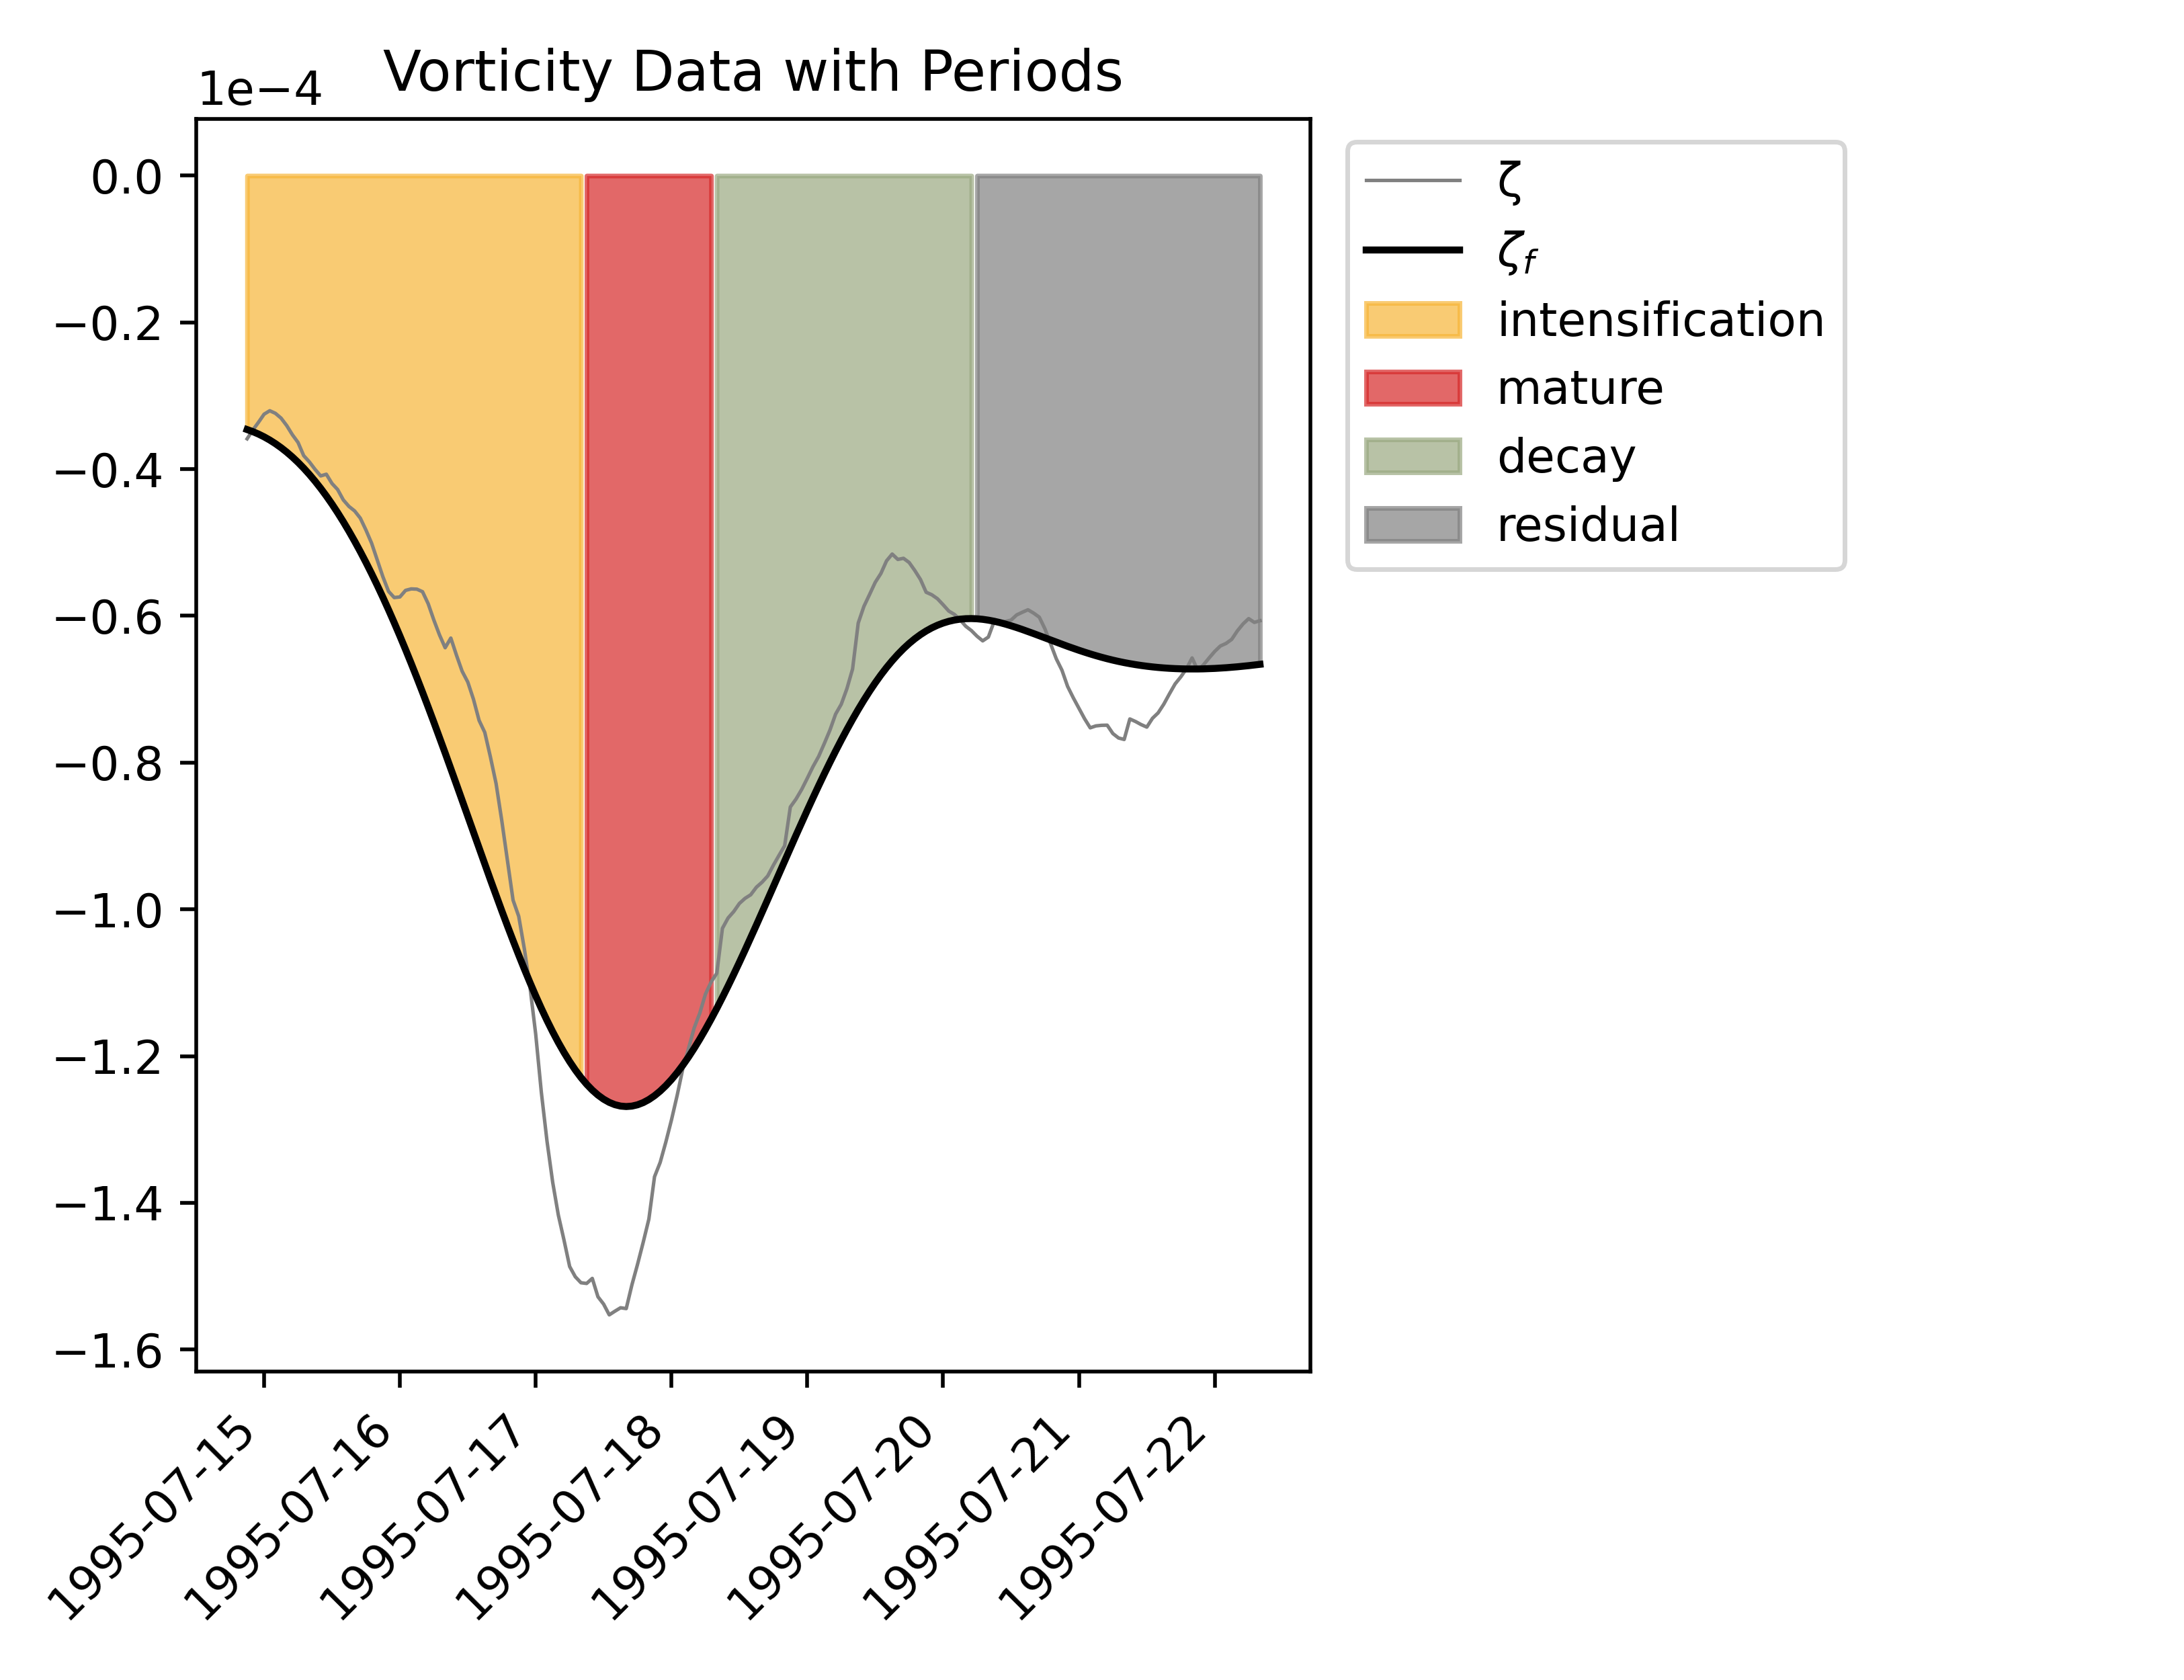 Vorticity Data with Periods
1e−4
0.0
−0.2
−0.4
−0.6
−0.8
−1.0
−1.2
−1.4
−1.6
1995-07-15
1995-07-16
1995-07-17
1995-07-18
1995-07-19
1995-07-20
1995-07-21
1995-07-22
ζ
ζf
intensification
mature
decay
residual